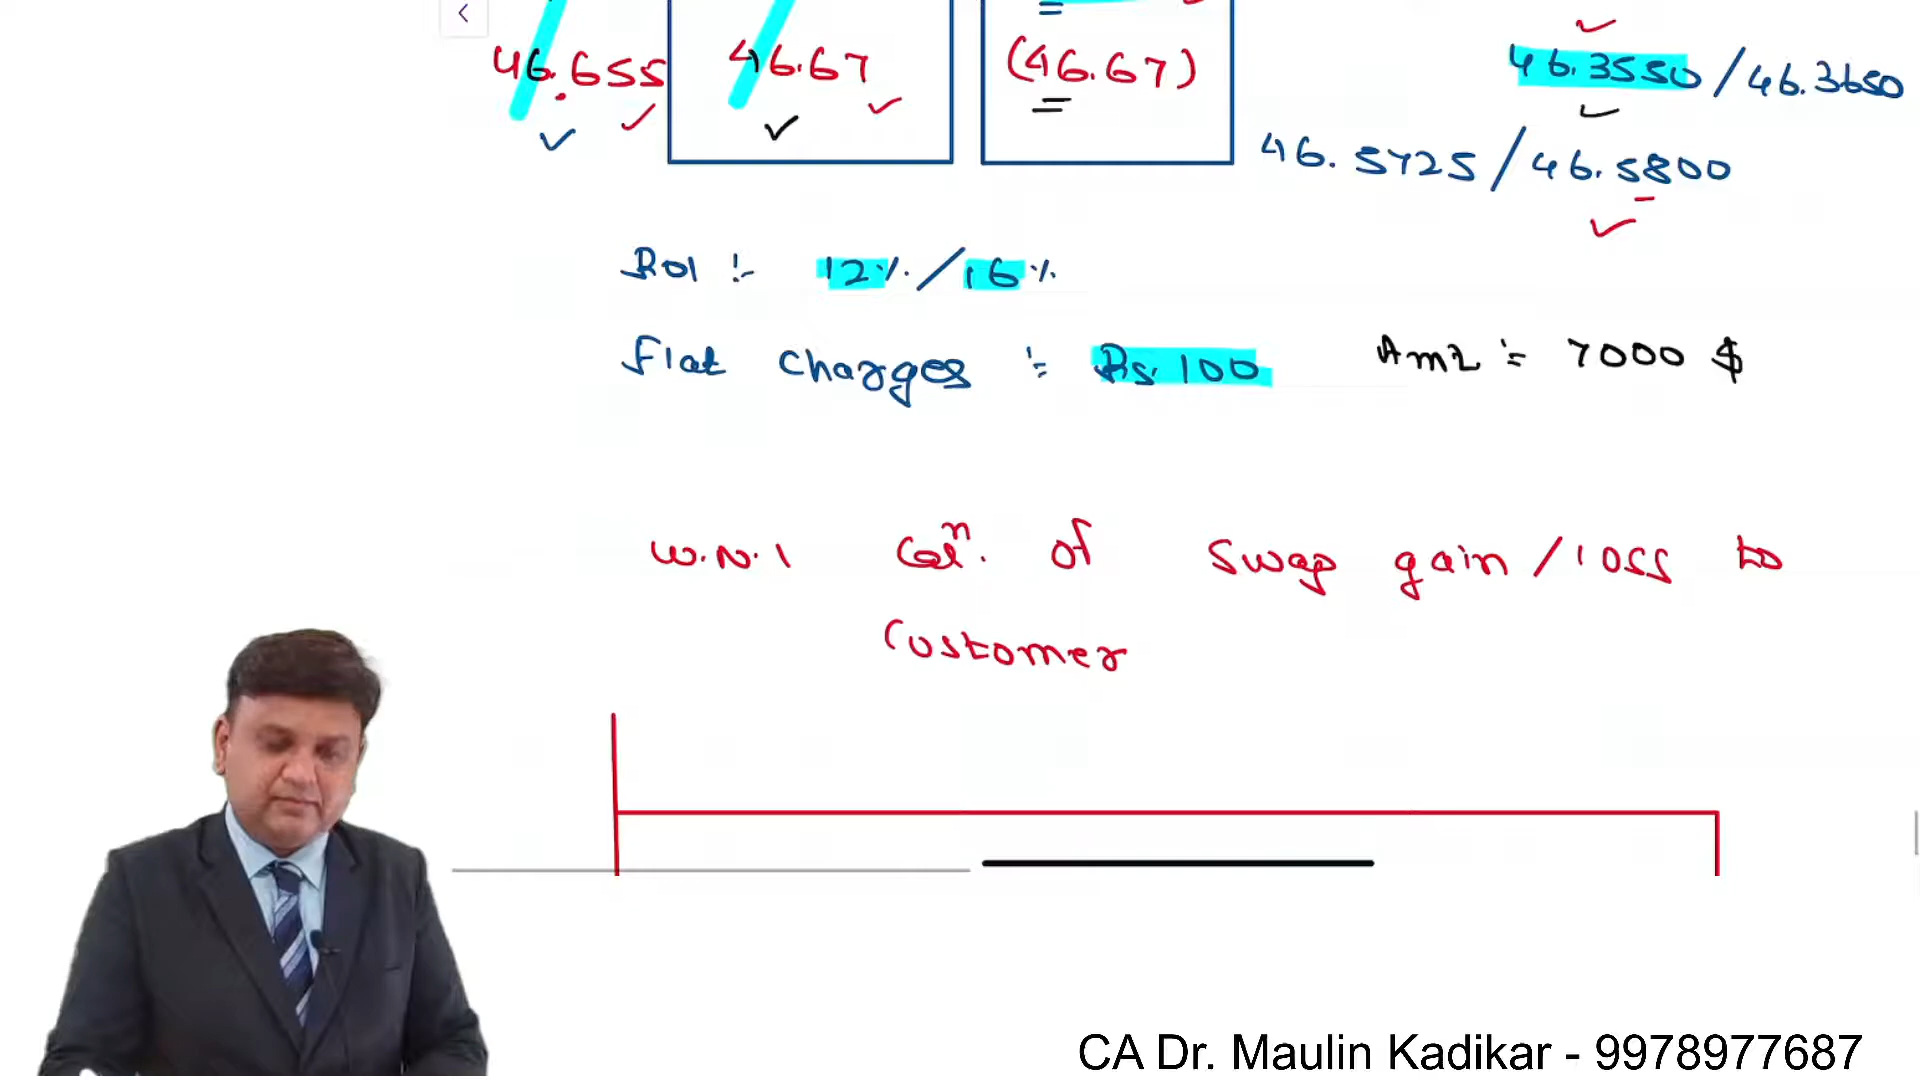 46.655 46.67 (46.67) 46.3550 / 46.3650
46.5725 / 46.5800
ROI :- 12% / 16%
Flat Charges := Rs. 100 Amt := 7000 $
W.N.1 Calⁿ. of Swap gain / loss to
Customer
CA Dr. Maulin Kadikar - 9978977687